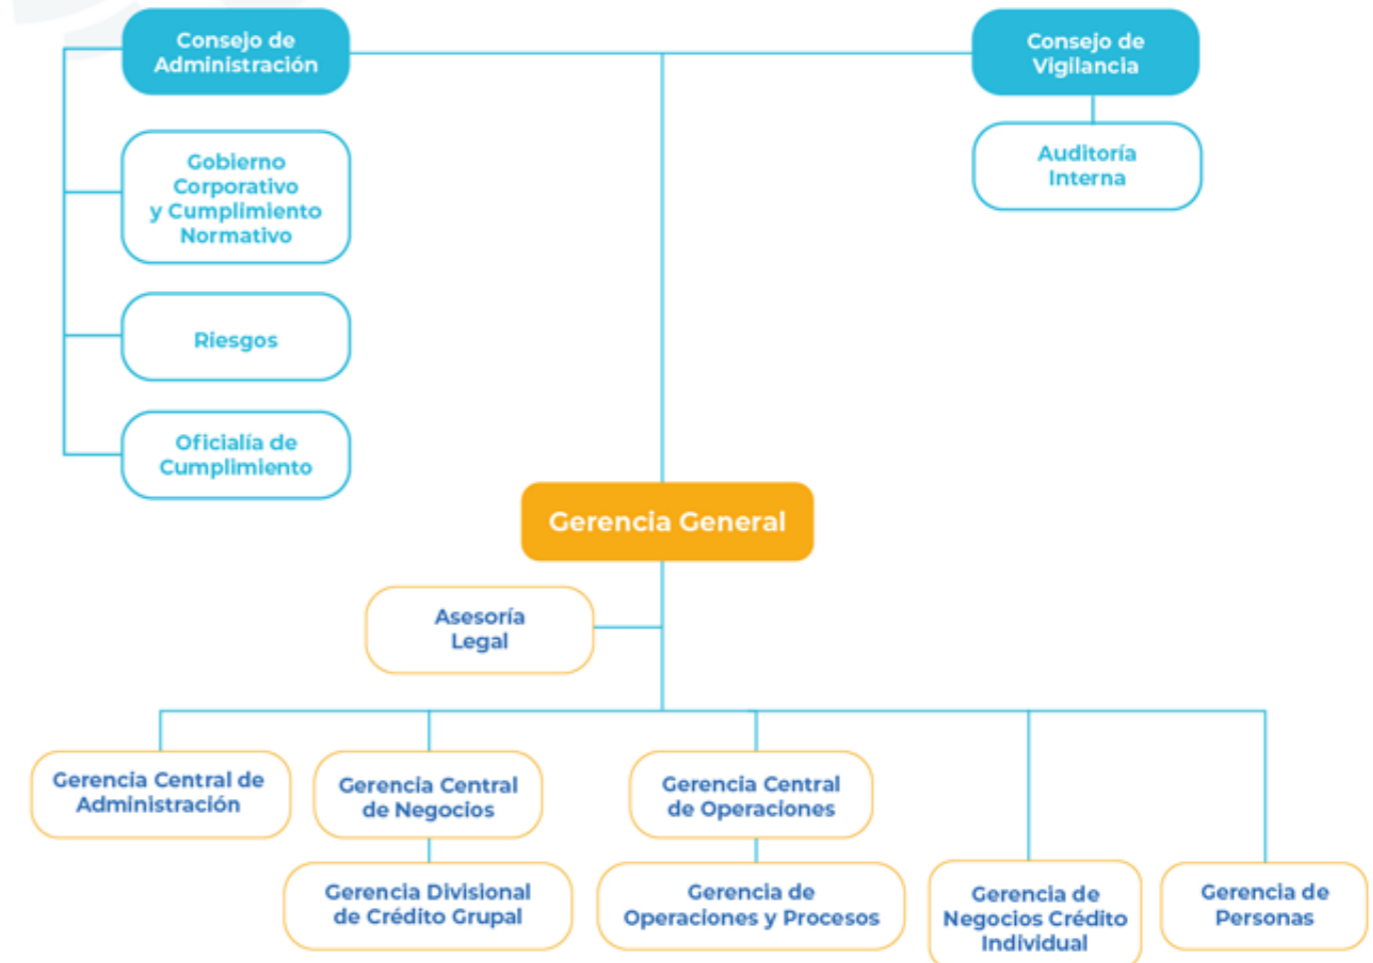 Consejo de
Administración
Consejo de
Vigilancia
Auditoría
Interna
Gobierno
Corporativo
y Cumplimiento
Normativo
Riesgos
Oficialía de
Cumplimiento
Gerencia General
Asesoría
Legal
Gerencia Central de
Administración
Gerencia Central
de Negocios
Gerencia Central
de Operaciones
Gerencia Divisional
de Crédito Grupal
Gerencia de
Operaciones y Procesos
Gerencia de
Negocios Crédito
Individual
Gerencia de
Personas